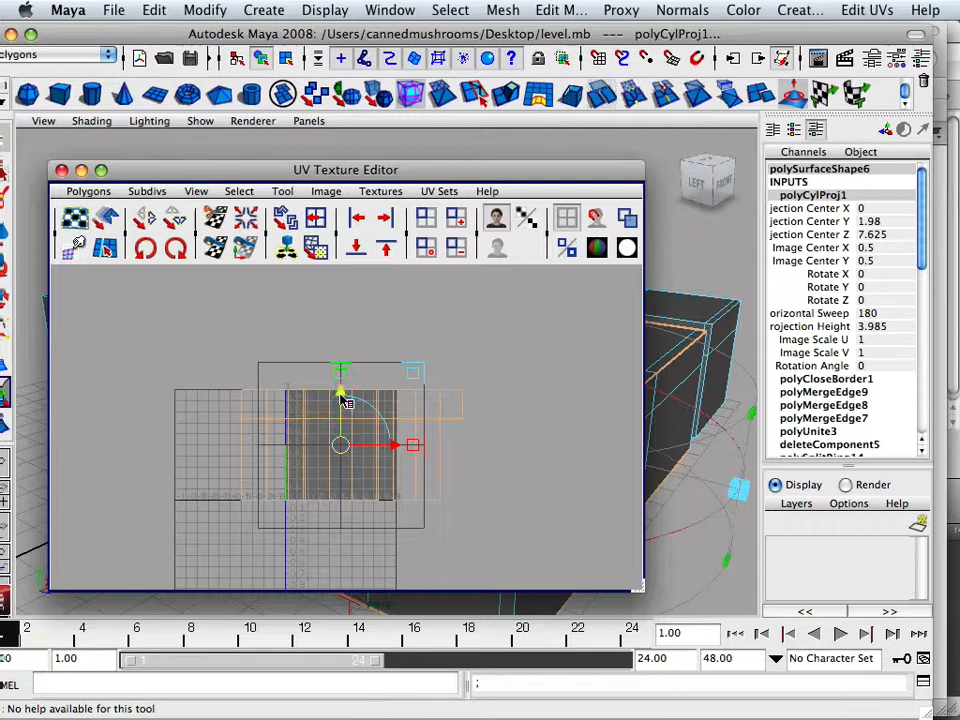 Maya File Edit Modify Create Display Window Select Mesh Edit M... Proxy Normals Color Creat... Edit UVs Help
Autodesk Maya 2008: /Users/cannedmushrooms/Desktop/level.mb --- polyCylProj1...
olygons
View Shading Lighting Show Renderer Panels
LEFT FRONT
Channels Object
polySurfaceShape6
INPUTS
polyCylProj1
jection Center X 0
jection Center Y 1.98
jection Center Z 7.625
Image Center X 0.5
Image Center Y 0.5
Rotate X 0
Rotate Y 0
Rotate Z 0
orizontal Sweep 180
rojection Height 3.985
Image Scale U 1
Image Scale V 1
Rotation Angle 0
polyCloseBorder1
polyMergeEdge9
polyMergeEdge8
polyUnite3
deleteComponent5
polySplitRing14
UV Texture Editor
Polygons Subdivs View Select Tool Image Textures UV Sets Help
Display Render
Layers Options Help
<< >>
2 4 6 8 10 12 14 16 18 20 22 24
1.00
00 1.00 1 24 24.00 48.00 No Character Set
MEL ;
: No help available for this tool